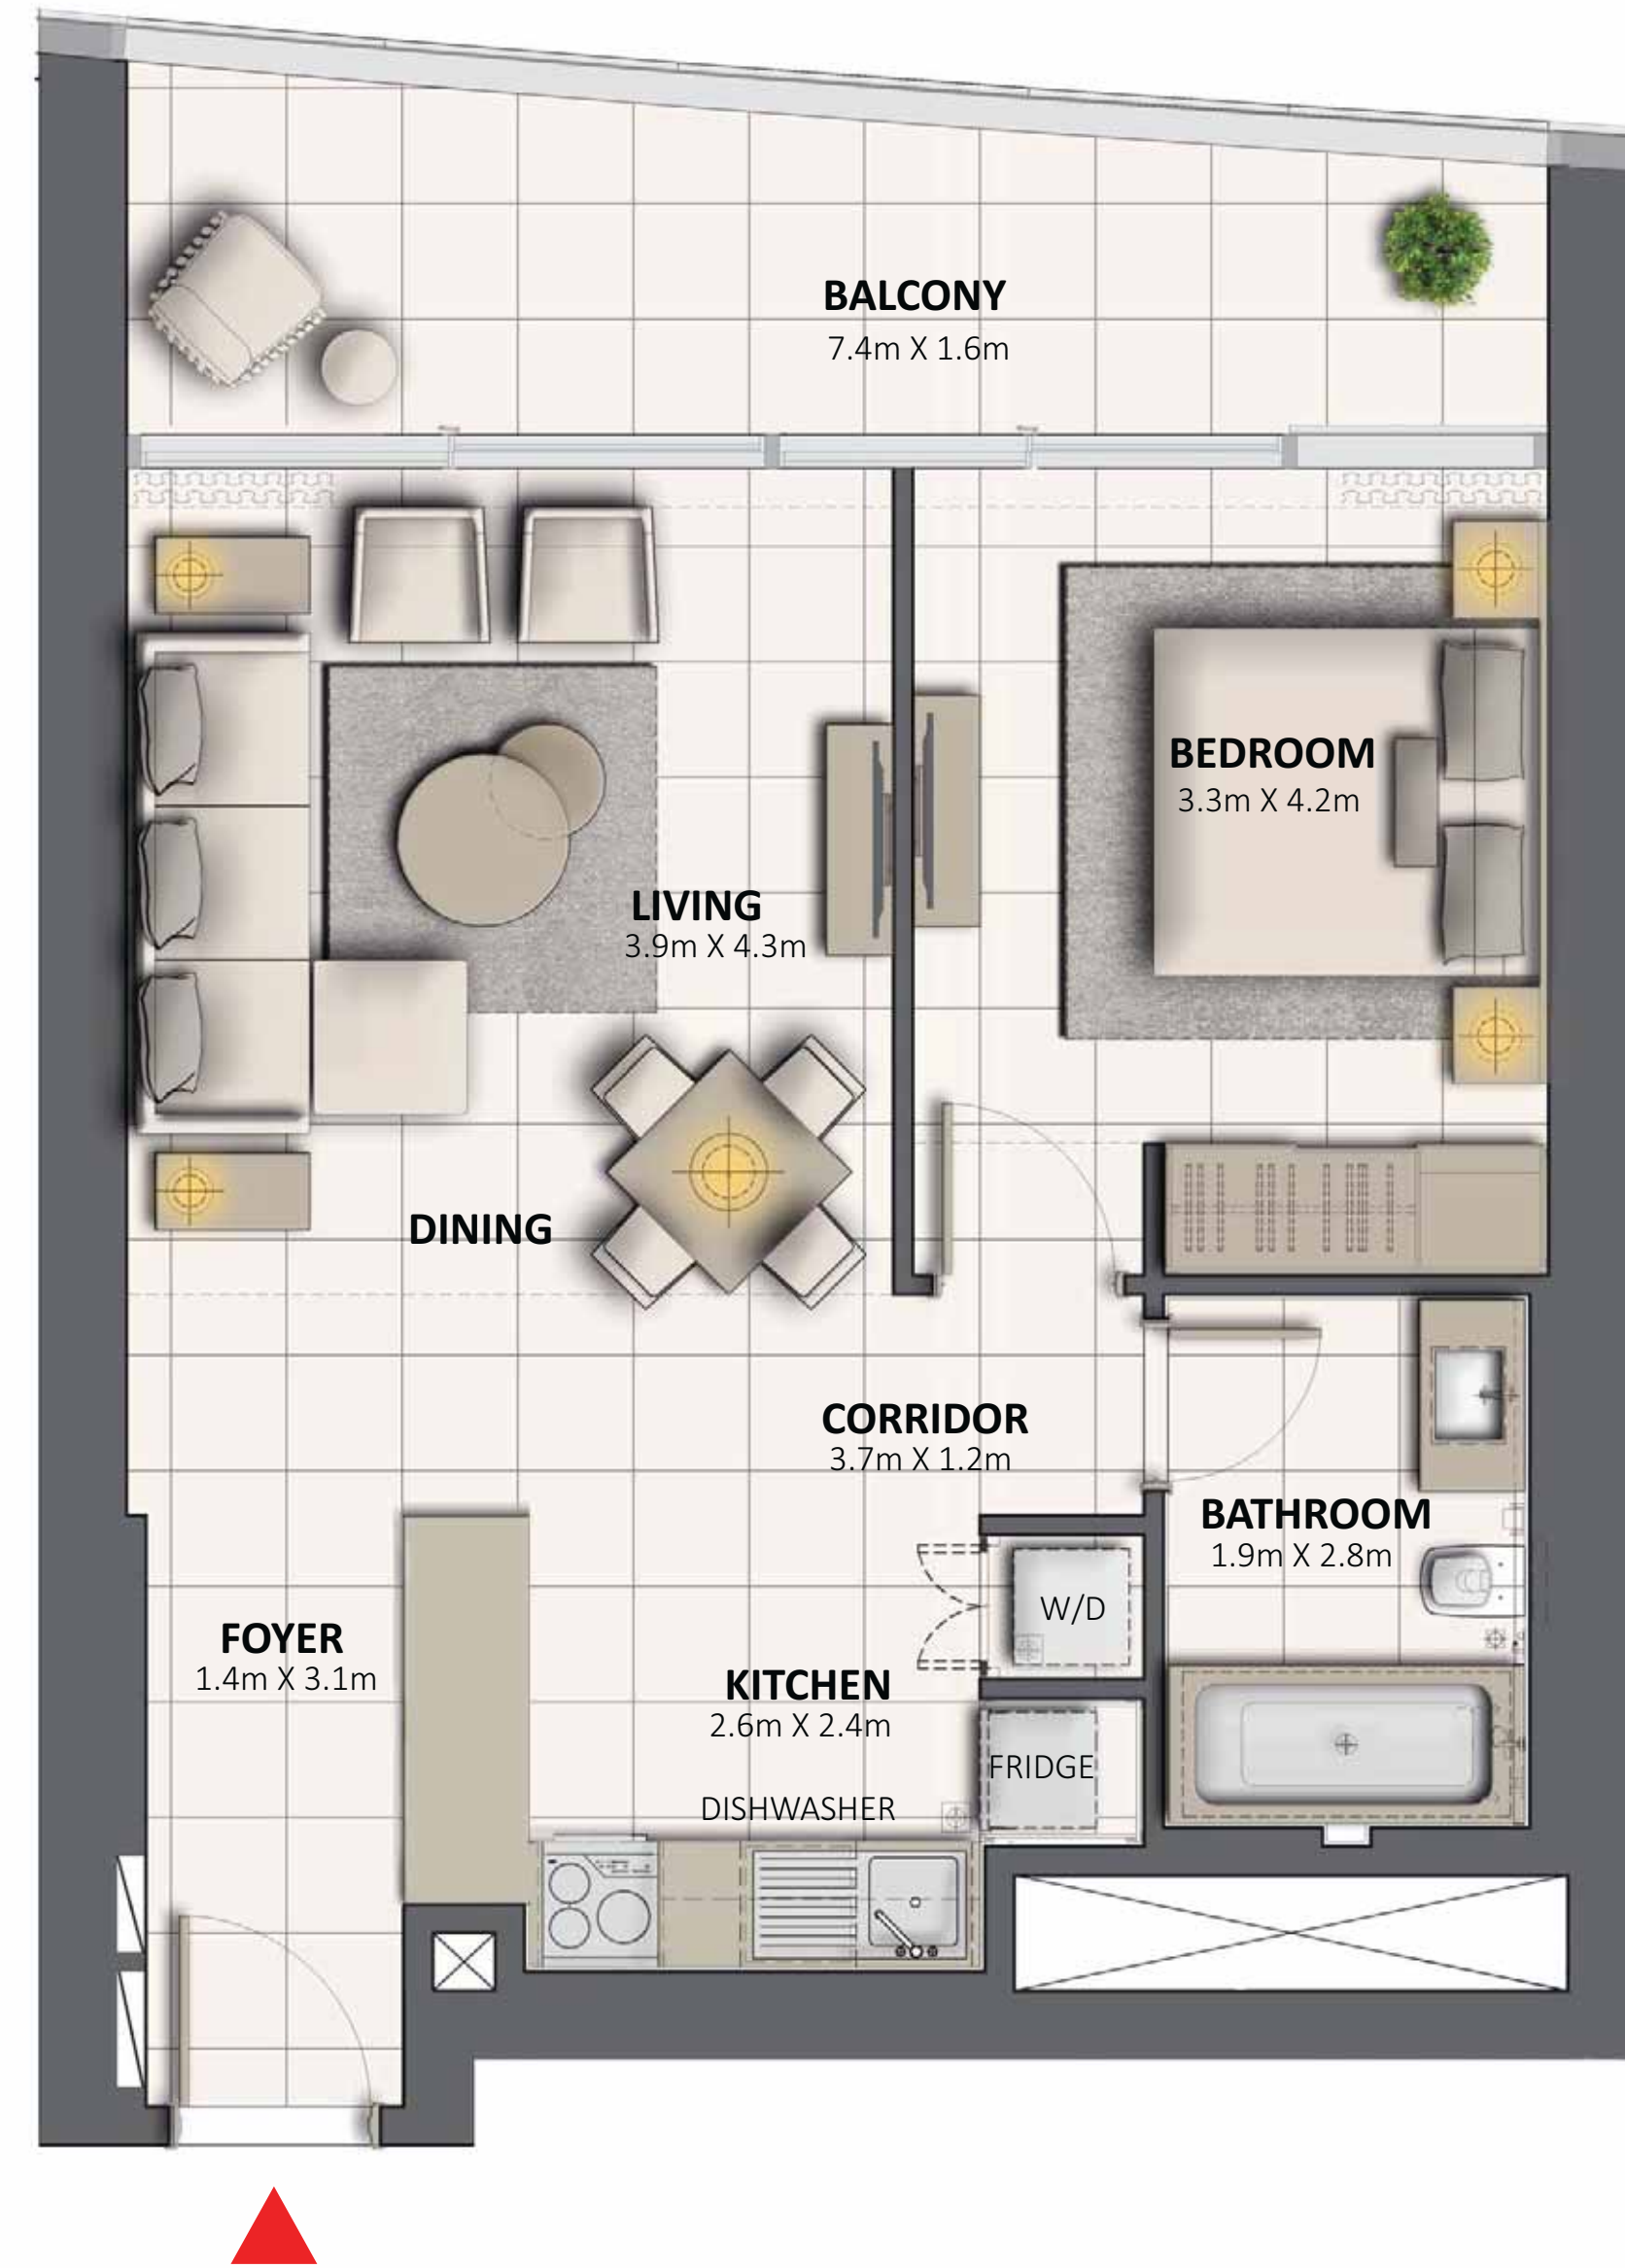 BALCONY
7.4m X 1.6m
BEDROOM
3.3m X 4.2m
LIVING
3.9m X 4.3m
DINING
CORRIDOR
3.7m X 1.2m
BATHROOM
1.9m X 2.8m
W/D
FOYER
1.4m X 3.1m
KITCHEN
2.6m X 2.4m
FRIDGE
DISHWASHER